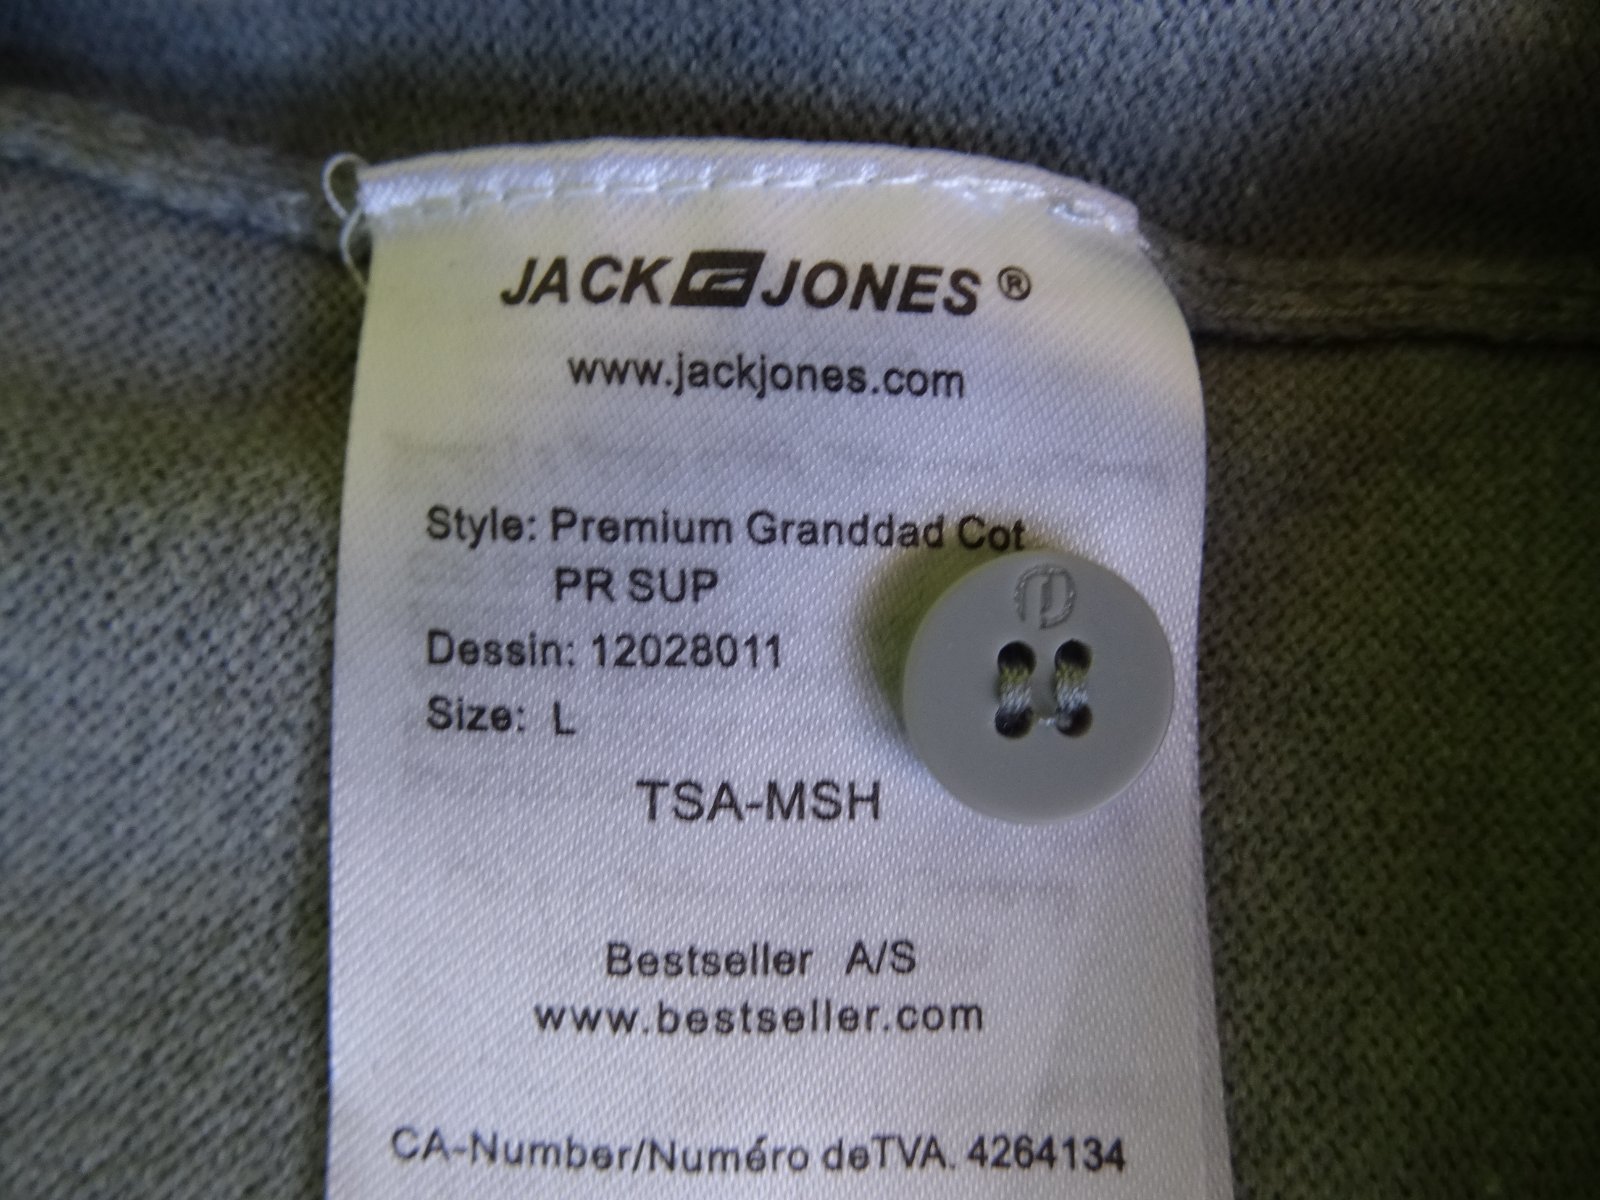 JACK JONES ®
www.jackjones.com
Style: Premium Granddad Cot
PR SUP
Dessin: 12028011
Size: L
TSA-MSH
Bestseller A/S
www.bestseller.com
CA-Number/Numéro deTVA. 4264134